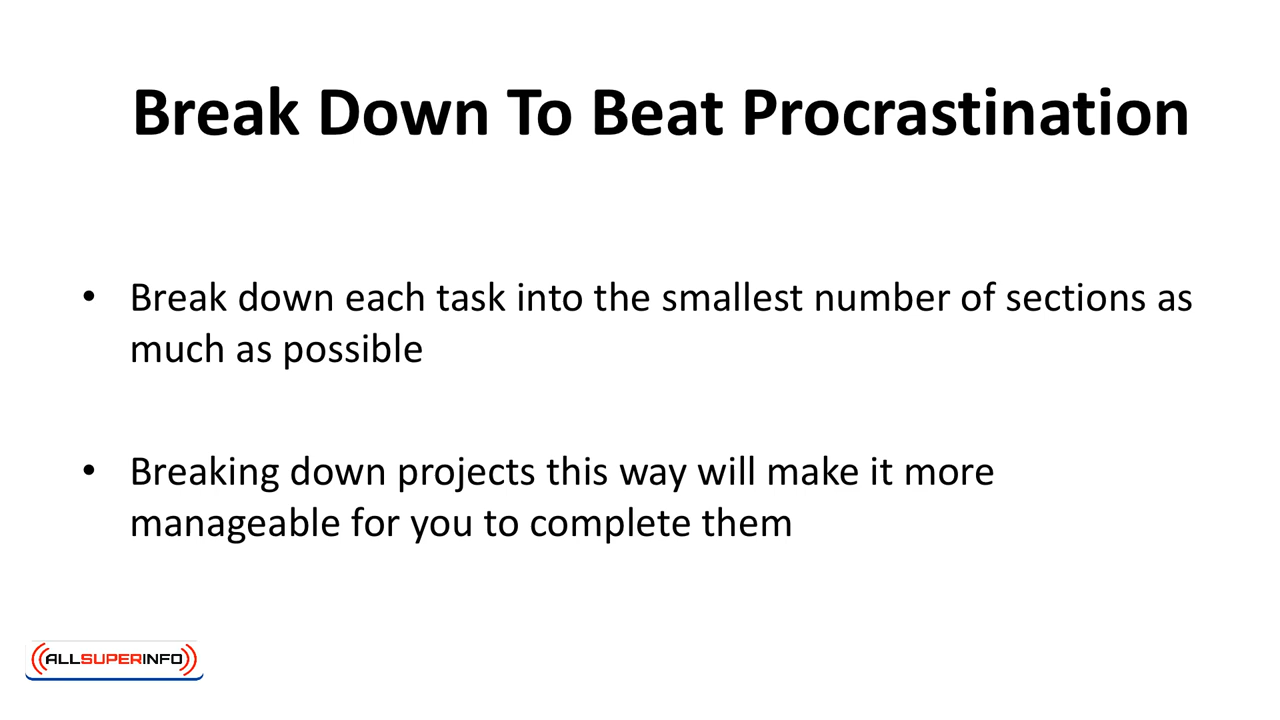 Break Down To Beat Procrastination
• Break down each task into the smallest number of sections as
much as possible
• Breaking down projects this way will make it more
manageable for you to complete them
ALLSUPERINFO